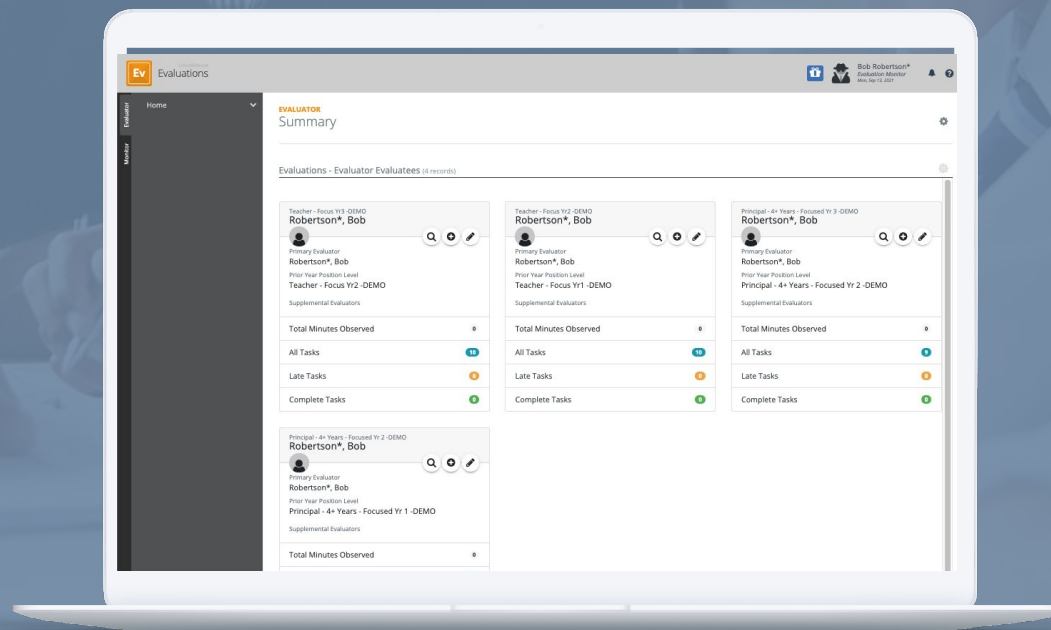 Ev Evaluations
Bob Robertson*
Evaluation Monitor
Mon, Sep 13, 2021
Evaluator
Monitor
Home
EVALUATOR
Summary
Evaluations - Evaluator Evaluatees (4 records)
Teacher - Focus Yr3 -DEMO
Robertson*, Bob
Primary Evaluator
Robertson*, Bob
Prior Year Position Level
Teacher - Focus Yr2 -DEMO
Supplemental Evaluators
Total Minutes Observed 0
All Tasks 10
Late Tasks 0
Complete Tasks 0
Teacher - Focus Yr2 -DEMO
Robertson*, Bob
Primary Evaluator
Robertson*, Bob
Prior Year Position Level
Teacher - Focus Yr1 -DEMO
Supplemental Evaluators
Total Minutes Observed 0
All Tasks 10
Late Tasks 0
Complete Tasks 0
Principal - 4+ Years - Focused Yr 3 -DEMO
Robertson*, Bob
Primary Evaluator
Robertson*, Bob
Prior Year Position Level
Principal - 4+ Years - Focused Yr 2 -DEMO
Supplemental Evaluators
Total Minutes Observed 0
All Tasks 9
Late Tasks 0
Complete Tasks 0
Principal - 4+ Years - Focused Yr 2 -DEMO
Robertson*, Bob
Primary Evaluator
Robertson*, Bob
Prior Year Position Level
Principal - 4+ Years - Focused Yr 1 -DEMO
Supplemental Evaluators
Total Minutes Observed 0